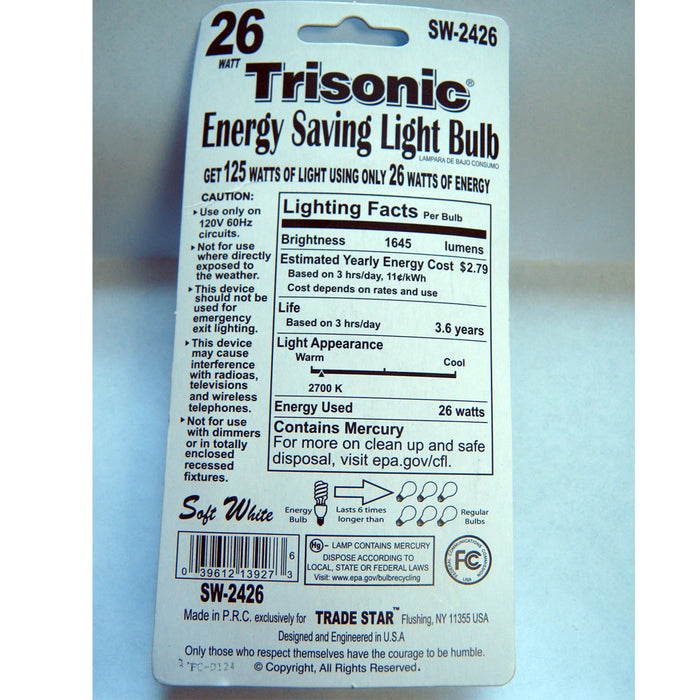 26
WATT
SW-2426
Trisonic®
Energy Saving Light Bulb
LAMPARA DE BAJO CONSUMO
GET 125 WATTS OF LIGHT USING ONLY 26 WATTS OF ENERGY
CAUTION:
▸Use only on
120V 60Hz
circuits.
▸Not for use
where directly
exposed to
the weather.
▸This device
should not be
used for
emergency
exit lighting.
▸This device
may cause
interference
with radioas,
televisions
and wireless
telephones.
▸Not for use
with dimmers
or in totally
enclosed
recessed
fixtures.
Lighting Facts Per Bulb
Brightness 1645 lumens
Estimated Yearly Energy Cost $2.79
Based on 3 hrs/day, 11¢/kWh
Cost depends on rates and use
Life
Based on 3 hrs/day 3.6 years
Light Appearance
Warm Cool
2700 K
Energy Used 26 watts
Contains Mercury
For more on clean up and safe
disposal, visit epa.gov/cfl.
Soft White
Energy
Bulb
Lasts 6 times
longer than
Regular
Bulbs
0 39612 13927 3
6
Hg – LAMP CONTAINS MERCURY
DISPOSE ACCORDING TO
LOCAL, STATE OR FEDERAL LAWS
Visit: www.epa.gov/bulbrecycling
FEDERAL COMMUNICATIONS COMMISSION
FC
USA
SW-2426
Made in P.R.C. exclusively for TRADE STAR™ Flushing, NY 11355 USA
Designed and Engineered in U.S.A
Only those who respect themselves have the courage to be humble.
© Copyright, All Rights Reserved.